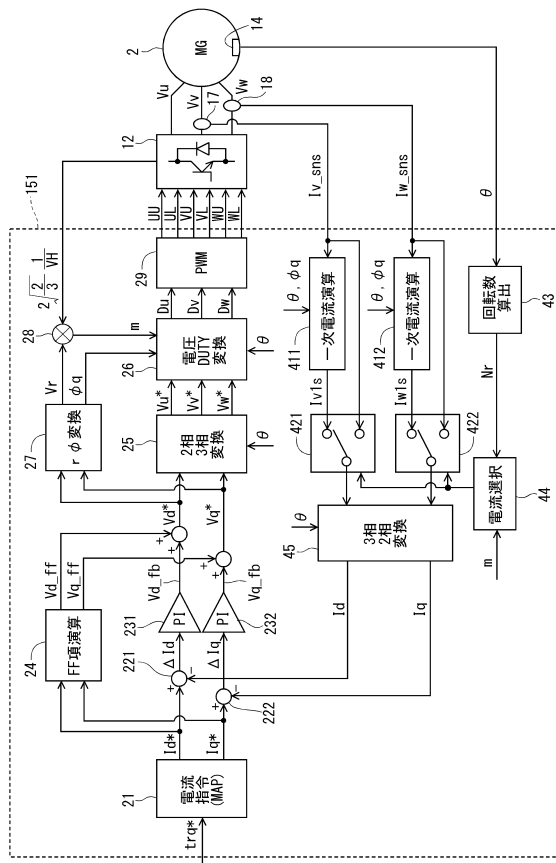 151
trq*
21
電流
指令
(MAP)
Id*
Iq*
24
FF項演算
Vd_ff
Vq_ff
221
222
+
-
+
-
ΔId
ΔIq
231
PI
232
PI
Vd_fb
Vq_fb
+
+
+
+
Vd*
Vq*
27
rφ変換
Vr
φq
28
2
√
2
3
1
VH
m
25
2相
3相
変換
θ
Vu*
Vv*
Vw*
26
電圧
DUTY
変換
θ
Du
Dv
Dw
29
PWM
UU
UL
VU
VL
WU
WL
12
Vu
Vv
Vw
17
18
2
MG
14
Iv_sns
Iw_sns
θ
θ, φq
411
一次電流演算
θ, φq
412
一次電流演算
Iv1s
Iw1s
421
422
45
3相
2相
変換
θ
Id
Iq
m
電流選択
44
Nr
回転数
算出
43